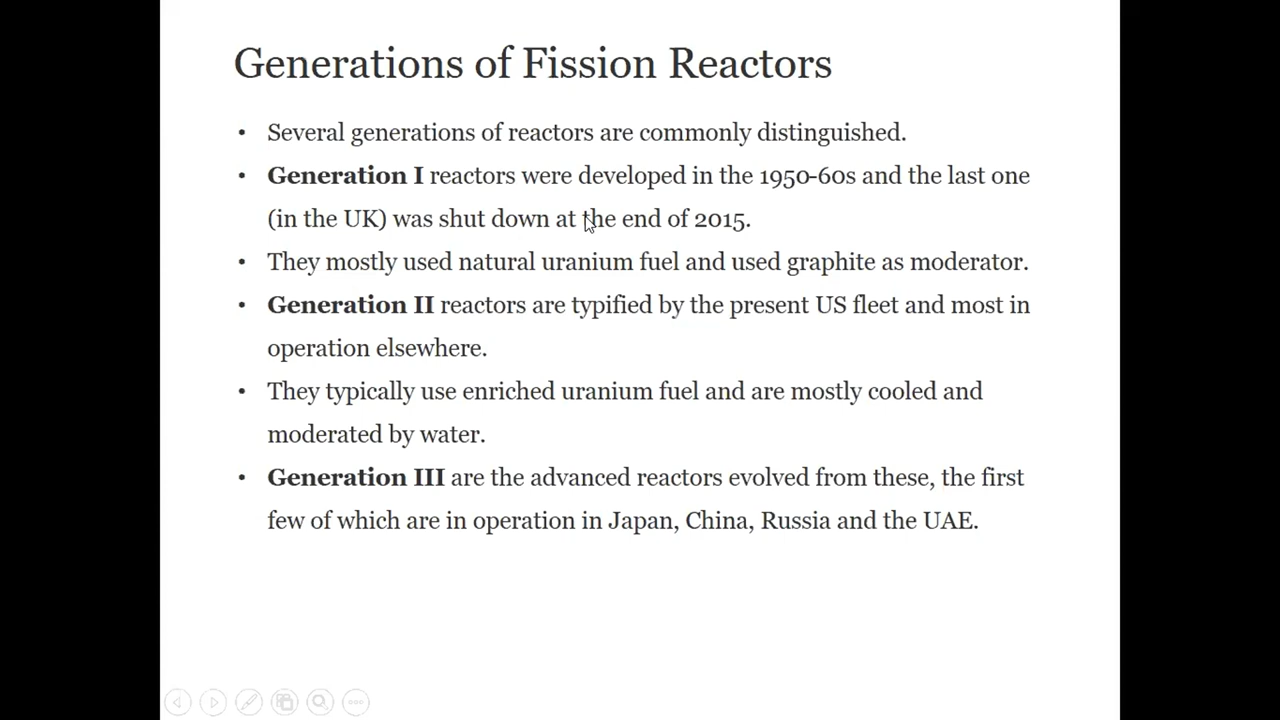 Generations of Fission Reactors
• Several generations of reactors are commonly distinguished.
• Generation I reactors were developed in the 1950-60s and the last one
(in the UK) was shut down at the end of 2015.
• They mostly used natural uranium fuel and used graphite as moderator.
• Generation II reactors are typified by the present US fleet and most in
operation elsewhere.
• They typically use enriched uranium fuel and are mostly cooled and
moderated by water.
• Generation III are the advanced reactors evolved from these, the first
few of which are in operation in Japan, China, Russia and the UAE.